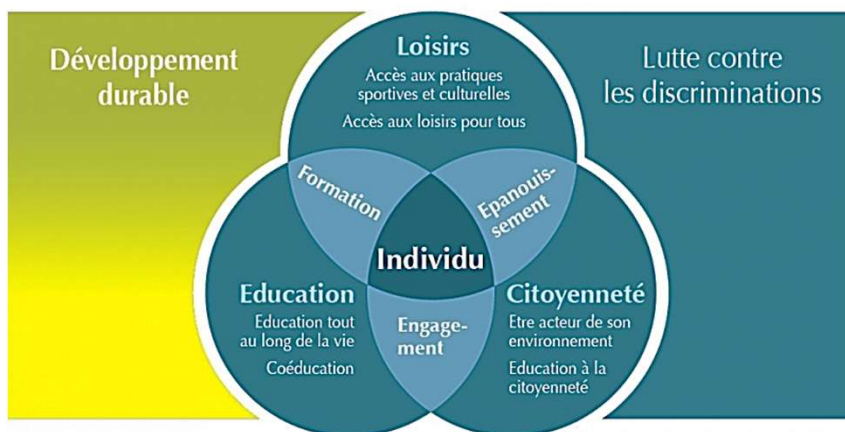 Développement
durable
Loisirs
Accès aux pratiques
sportives et culturelles
Accès aux loisirs pour tous
Lutte contre
les discriminations
Formation
Epanouis-
sement
Individu
Education
Education tout
au long de la vie
Coéducation
Engage-
ment
Citoyenneté
Etre acteur de son
environnement
Education à la
citoyenneté